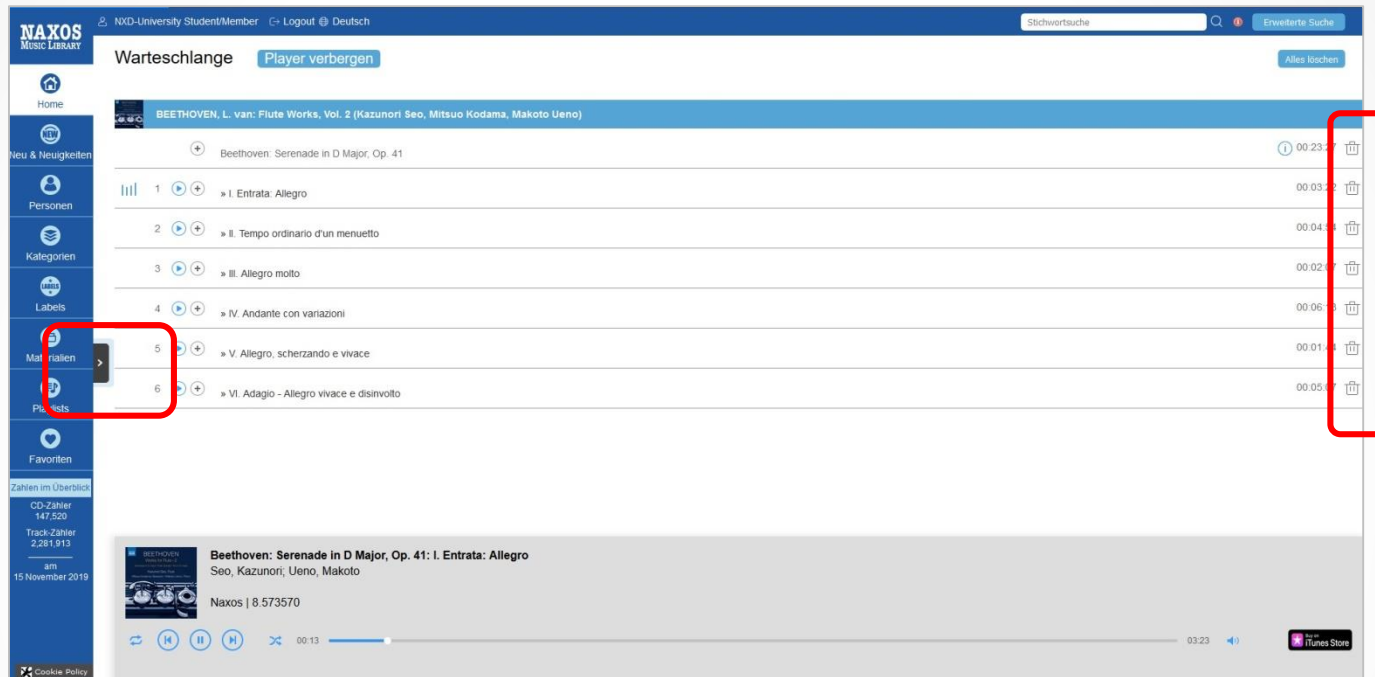 NAXOS
MUSIC LIBRARY
NXD-University Student/Member Logout Deutsch
Stichwortsuche
Erweiterte Suche
Warteschlange Player verbergen
Alles löschen
Home
Neu & Neuigkeiten
Personen
Kategorien
LABELS
Labels
Materialien
Playlists
Favoriten
Zahlen im Überblick
CD-Zähler
147,520
Track-Zähler
2,281,913
am
15 November 2019
Cookie Policy
BEETHOVEN, L. van: Flute Works, Vol. 2 (Kazunori Seo, Mitsuo Kodama, Makoto Ueno)
Beethoven: Serenade in D Major, Op. 41
1 » I. Entrata: Allegro
2 » II. Tempo ordinario d'un menuetto
3 » III. Allegro molto
4 » IV. Andante con variazioni
5 » V. Allegro, scherzando e vivace
6 » VI. Adagio - Allegro vivace e disinvolto
BEETHOVEN
Beethoven: Serenade in D Major, Op. 41: I. Entrata: Allegro
Seo, Kazunori; Ueno, Makoto
Naxos | 8.573570
00:13 03:23
iTunes Store